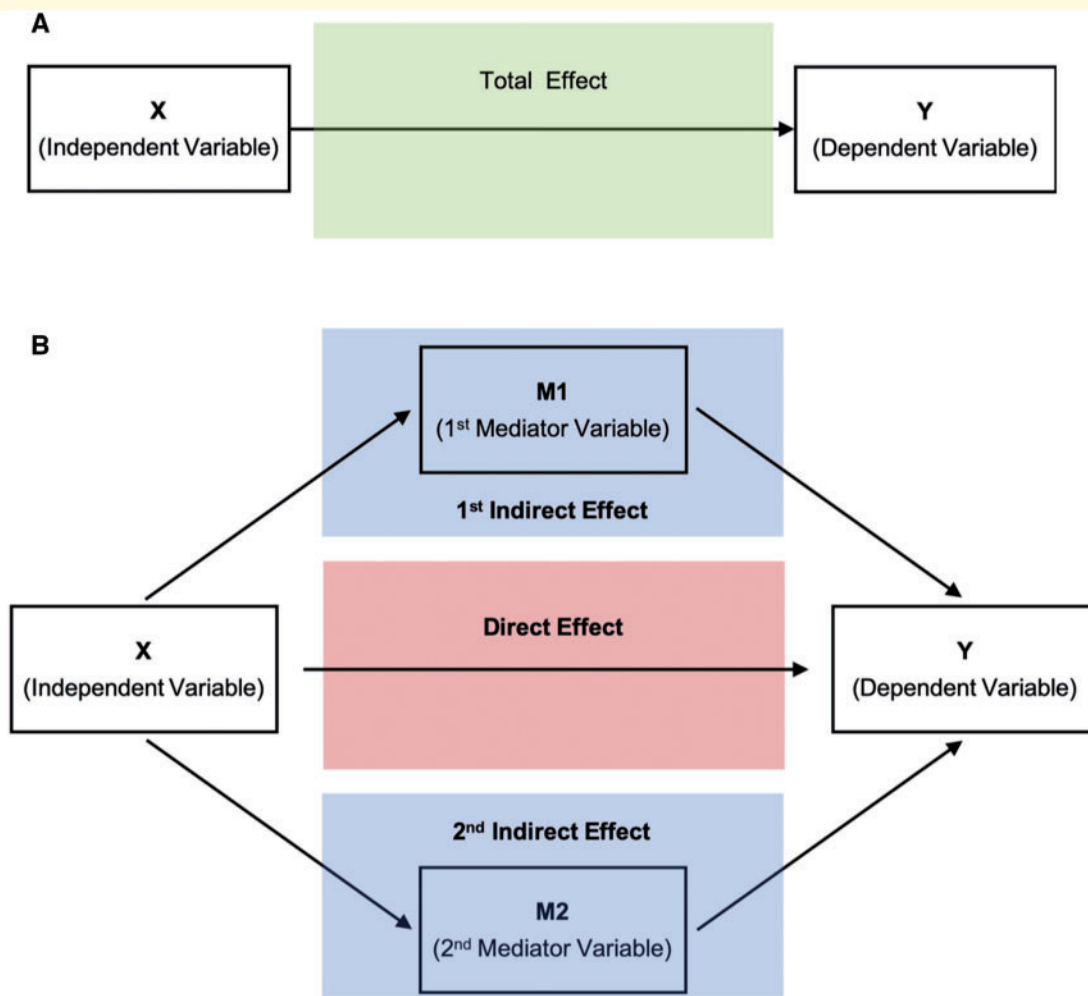 A
Total Effect
X
(Independent Variable)
Y
(Dependent Variable)
B
M1
(1st Mediator Variable)
1st Indirect Effect
Direct Effect
X
(Independent Variable)
Y
(Dependent Variable)
2nd Indirect Effect
M2
(2nd Mediator Variable)